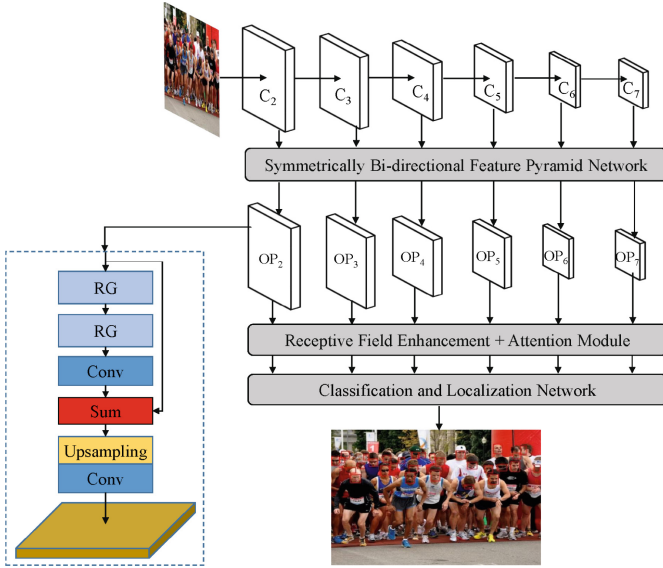 C2
C3
C4
C5
C6
C7
Symmetrically Bi-directional Feature Pyramid Network
OP2
OP3
OP4
OP5
OP6
OP7
Receptive Field Enhancement + Attention Module
Classification and Localization Network
RG
RG
Conv
Sum
Upsampling
Conv